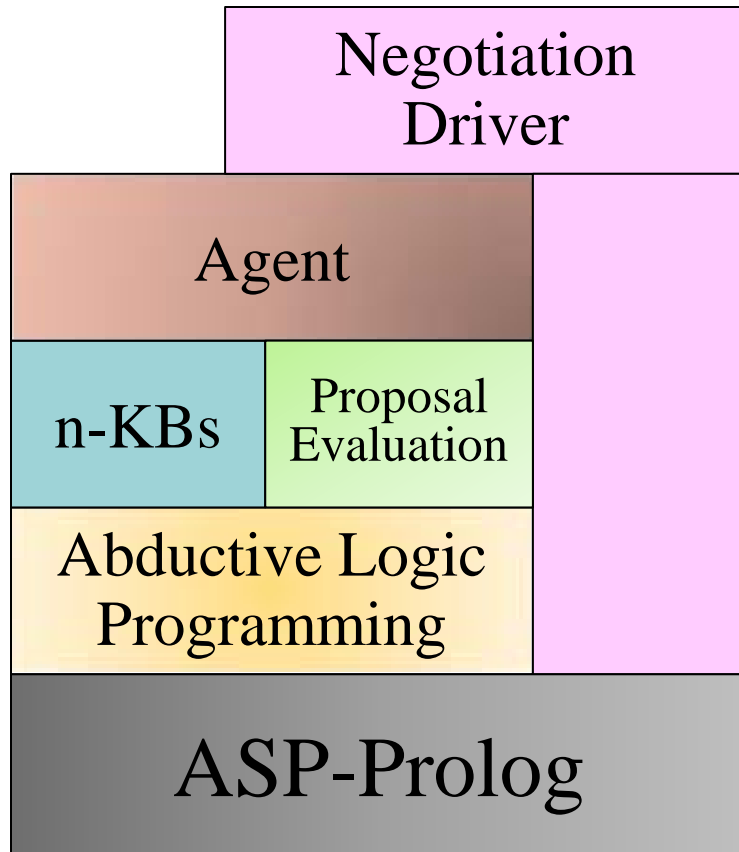 Negotiation
Driver
Agent
n-KBs
Proposal
Evaluation
Abductive Logic
Programming
ASP-Prolog